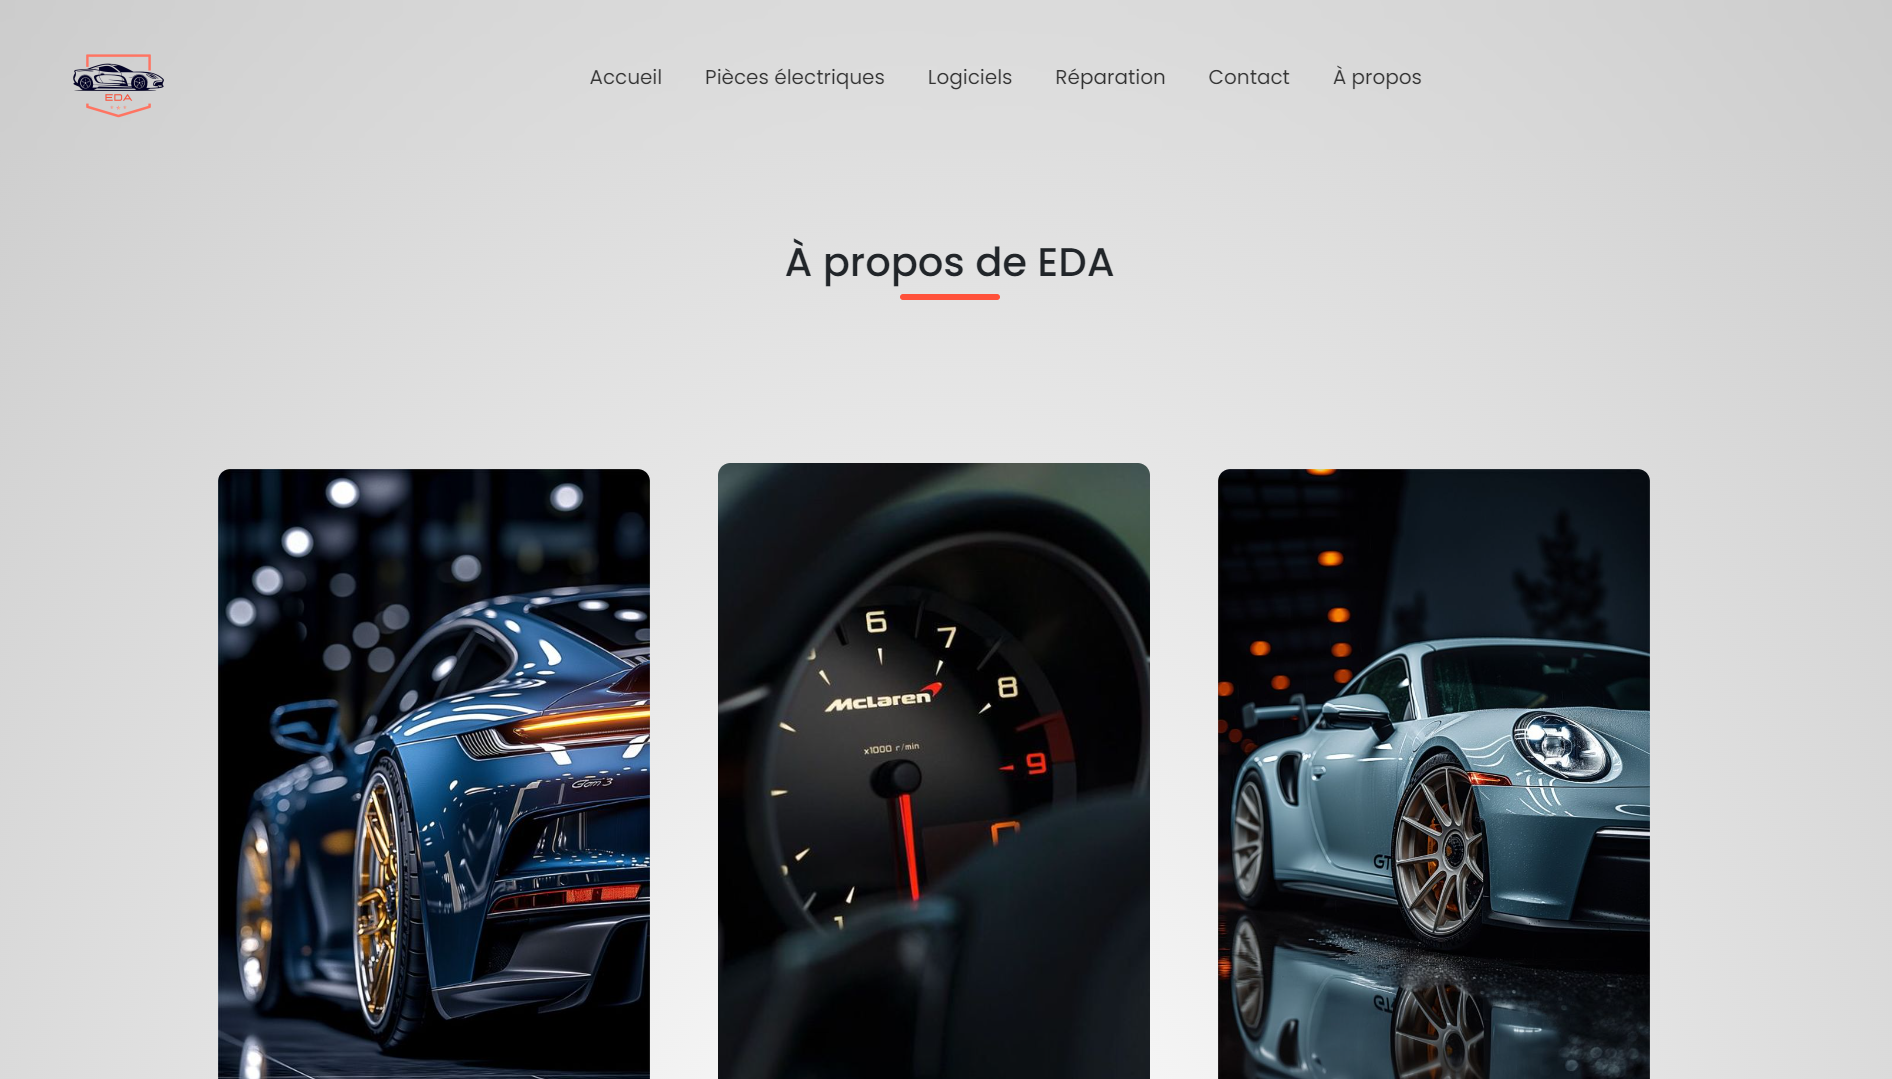 EDA
Accueil
Pièces électriques
Logiciels
Réparation
Contact
À propos
À propos de EDA
6
7
8
McLaren
x1000 r/min
9
1
GT